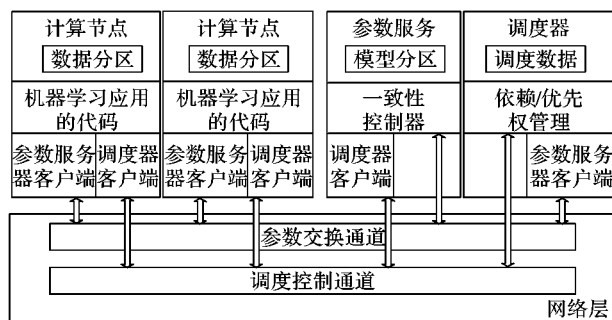 计算节点
数据分区
机器学习应用
的代码
参数服务
器客户端
调度器
客户端
计算节点
数据分区
机器学习应用
的代码
参数服务
器客户端
调度器
客户端
参数服务
模型分区
一致性
控制器
调度器
客户端
调度器
调度数据
依赖/优先
权管理
参数服务
器客户端
参数交换通道
调度控制通道
网络层